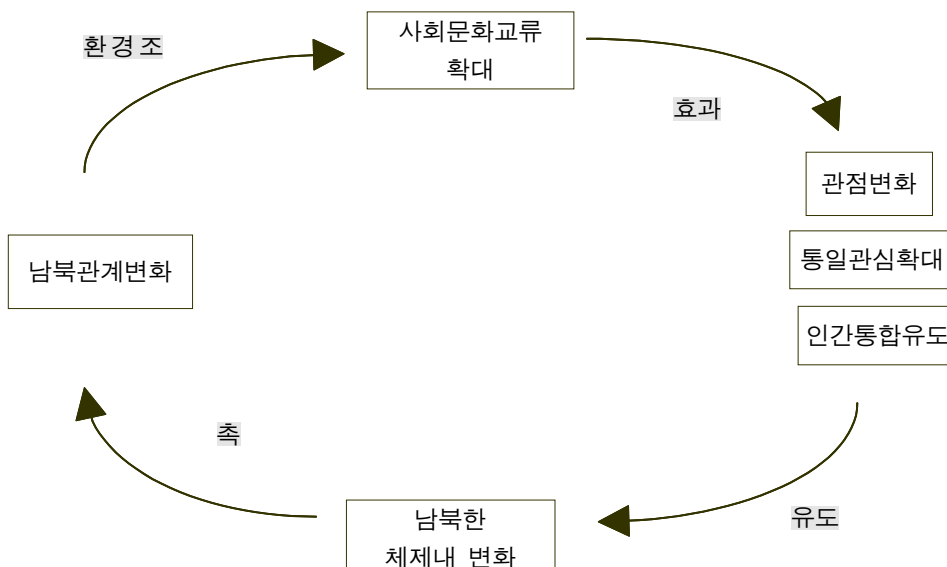 사회문화교류
확대
환경조
효과
관점변화
통일관심확대
인간통합유도
남북관계변화
촉
유도
남북한
체제내 변화